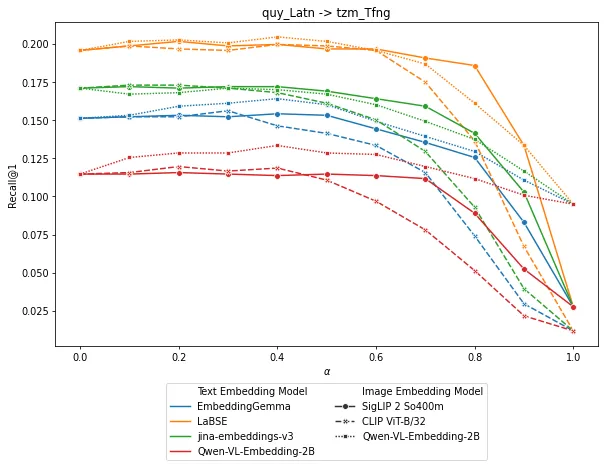 quy_Latn -> tzm_Tfng
Recall@1
0.200
0.175
0.150
0.125
0.100
0.075
0.050
0.025
0.0
0.2
0.4
0.6
0.8
1.0
α
Text Embedding Model
EmbeddingGemma
LaBSE
jina-embeddings-v3
Qwen-VL-Embedding-2B
Image Embedding Model
SigLIP 2 So400m
CLIP ViT-B/32
Qwen-VL-Embedding-2B